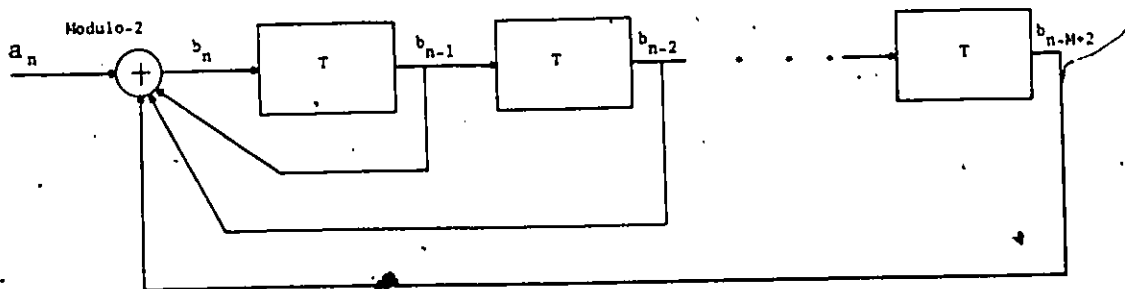 Modulo-2
a_n
+
b_n
T
b_{n-1}
T
b_{n-2}
. . . .
T
b_{n-M+2}